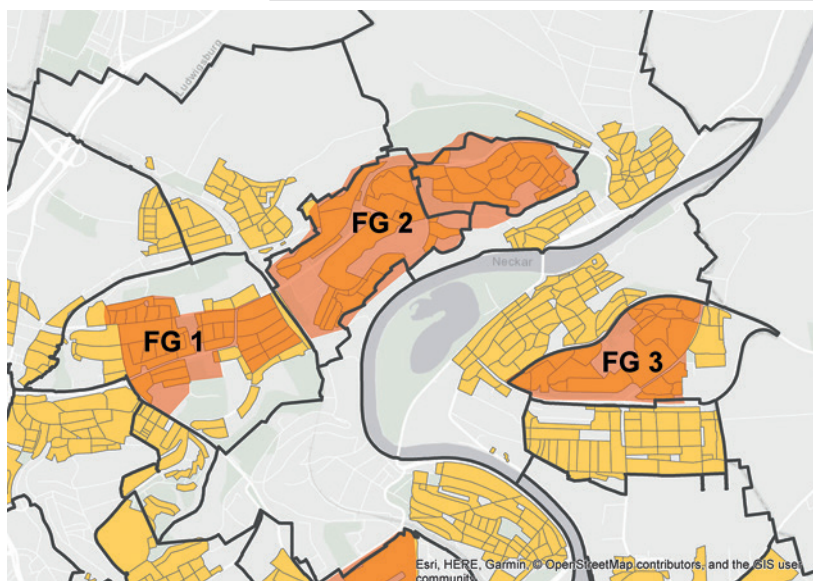 Ludwigsburg
FG 2
Neckar
FG 1
FG 3
Esri, HERE, Garmin, © OpenStreetMap contributors, and the GIS user
community